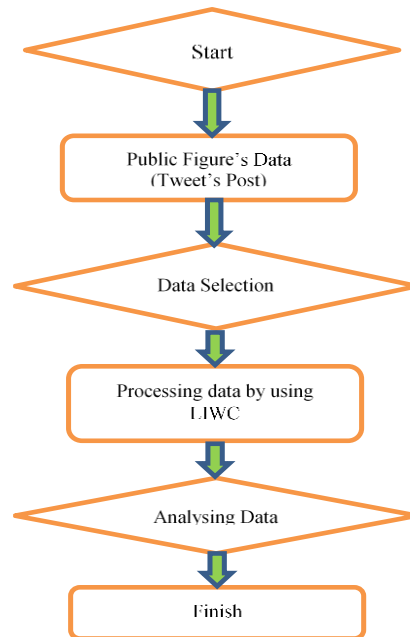 Start
Public Figure's Data
(Tweet's Post)
Data Selection
Processing data by using
LIWC
Analysing Data
Finish